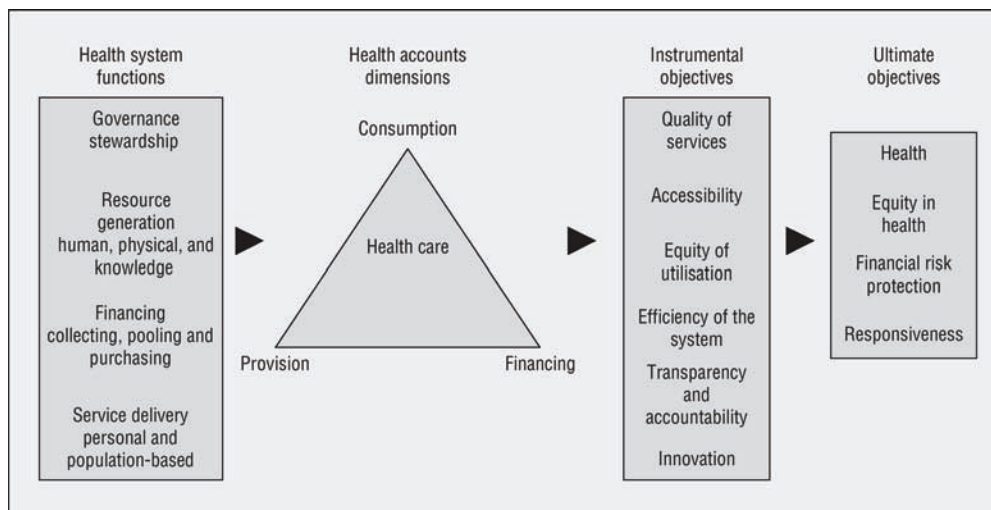 Health system
functions
Governance
stewardship
Resource
generation
human, physical, and
knowledge
Financing
collecting, pooling and
purchasing
Service delivery
personal and
population-based
Health accounts
dimensions
Consumption
Health care
Provision
Financing
Instrumental
objectives
Quality of
services
Accessibility
Equity of
utilisation
Efficiency of the
system
Transparency
and
accountability
Innovation
Ultimate
objectives
Health
Equity in
health
Financial risk
protection
Responsiveness